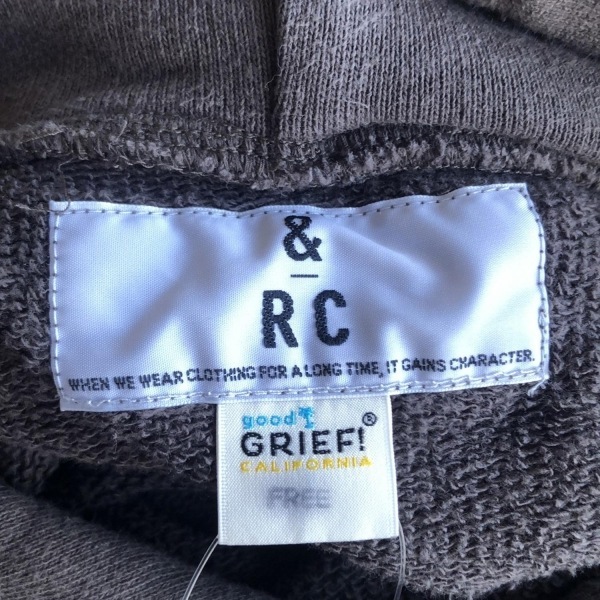 &
RC
WHEN WE WEAR CLOTHING FOR A LONG TIME, IT GAINS CHARACTER.
good
GRIEF!®
CALIFORNIA
FREE